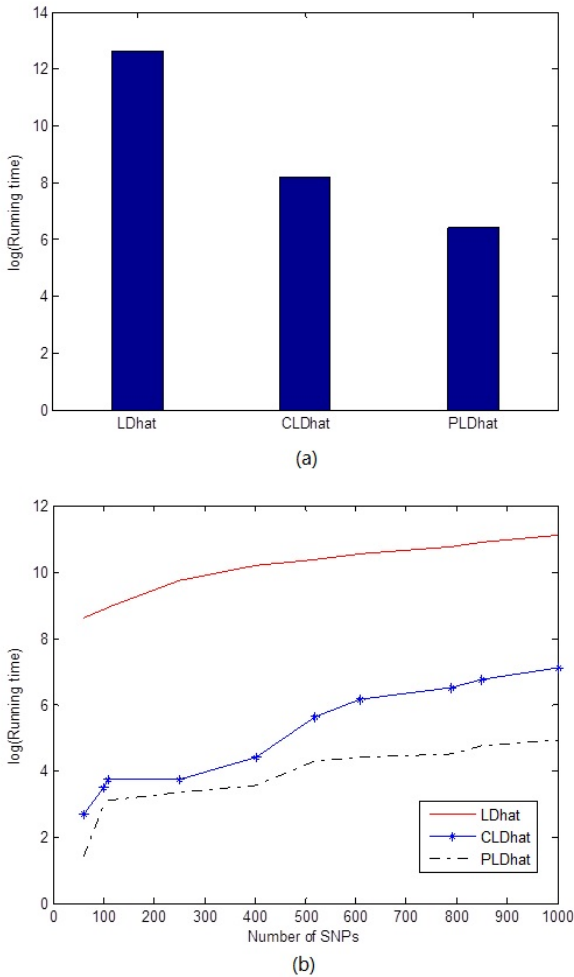 14
12
10
8
6
4
2
0
log(Running time)
LDhat CLDhat PLDhat
(a)
12
10
8
6
4
2
0
log(Running time)
LDhat
CLDhat
PLDhat
0 100 200 300 400 500 600 700 800 900 1000
Number of SNPs
(b)